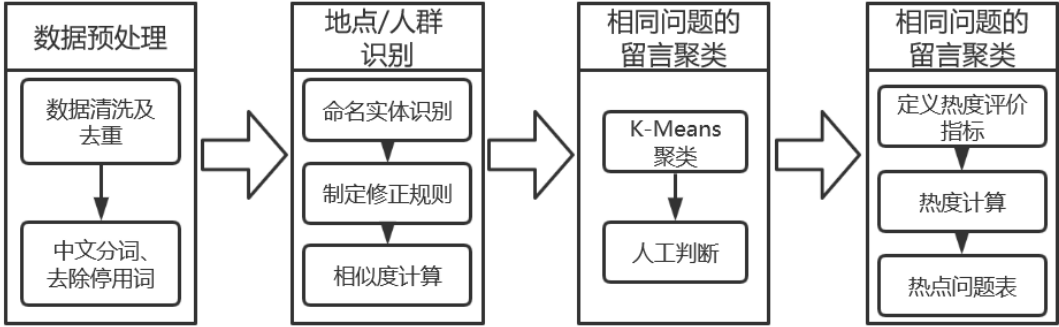 数据预处理
数据清洗及
去重
中文分词、
去除停用词
地点/人群
识别
命名实体识别
制定修正规则
相似度计算
相同问题的
留言聚类
K-Means
聚类
人工判断
相同问题的
留言聚类
定义热度评价
指标
热度计算
热点问题表